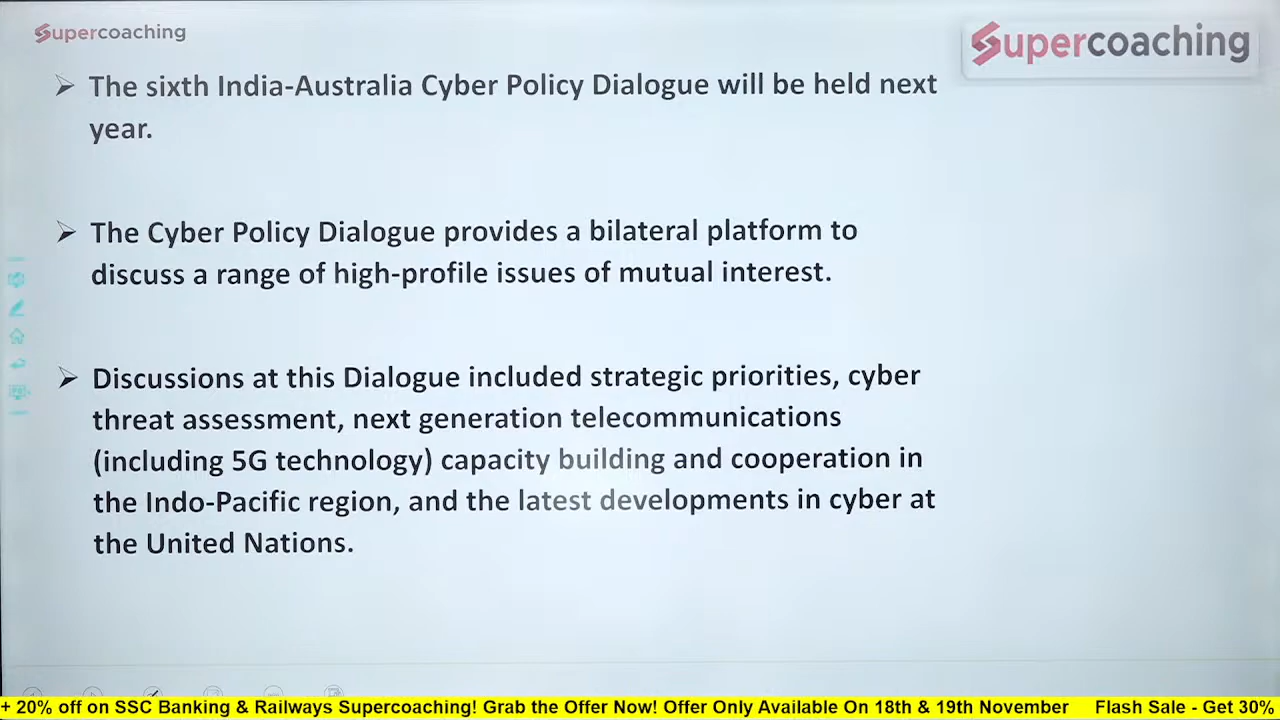 Supercoaching
Supercoaching
➢ The sixth India-Australia Cyber Policy Dialogue will be held next
year.
➢ The Cyber Policy Dialogue provides a bilateral platform to
discuss a range of high-profile issues of mutual interest.
➢ Discussions at this Dialogue included strategic priorities, cyber
threat assessment, next generation telecommunications
(including 5G technology) capacity building and cooperation in
the Indo-Pacific region, and the latest developments in cyber at
the United Nations.
+ 20% off on SSC Banking & Railways Supercoaching! Grab the Offer Now! Offer Only Available On 18th & 19th November Flash Sale - Get 30%